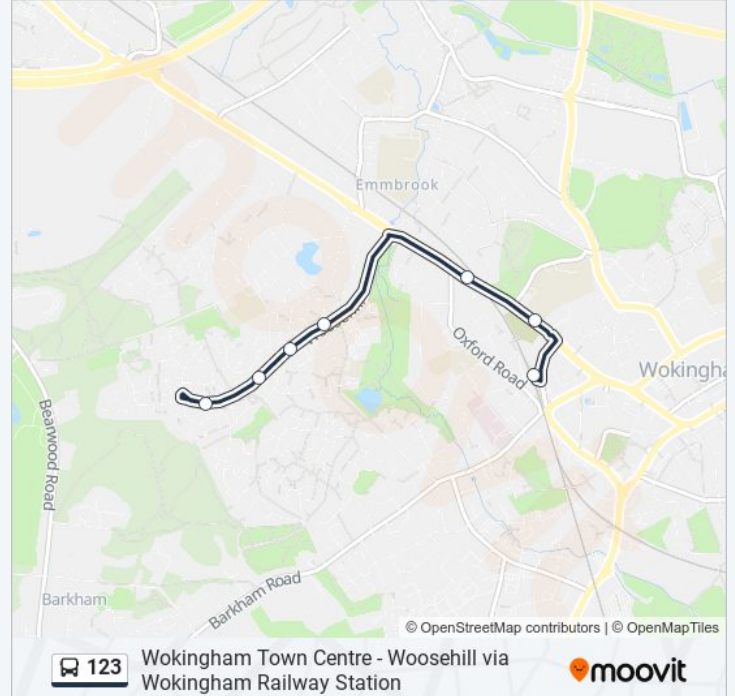 Emmbrook
Oxford Road
Wokingha
Bearwood Road
Barkham
Barkham Road
© OpenStreetMap contributors | © OpenMapTiles
123
Wokingham Town Centre - Woosehill via
Wokingham Railway Station
moovit